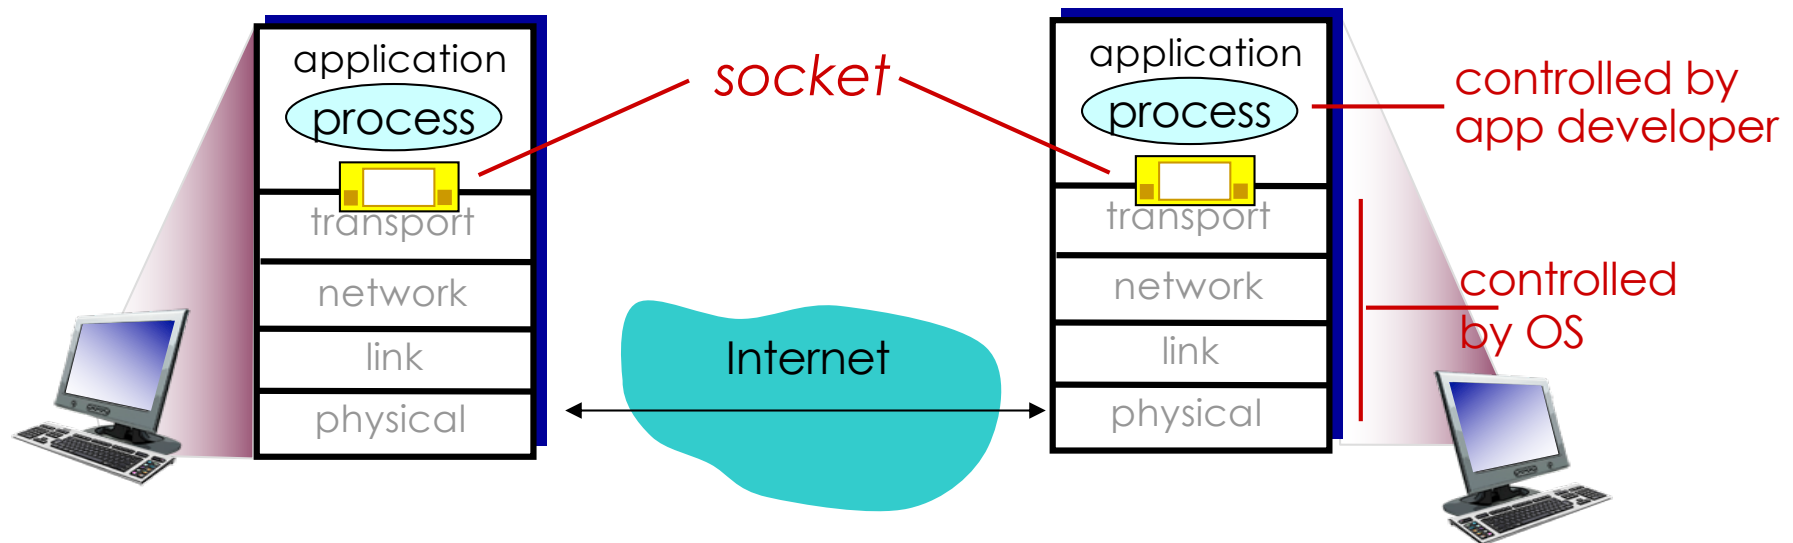 application
process
transport
network
link
physical
socket
Internet
application
process
transport
network
link
physical
controlled by
app developer
controlled
by OS